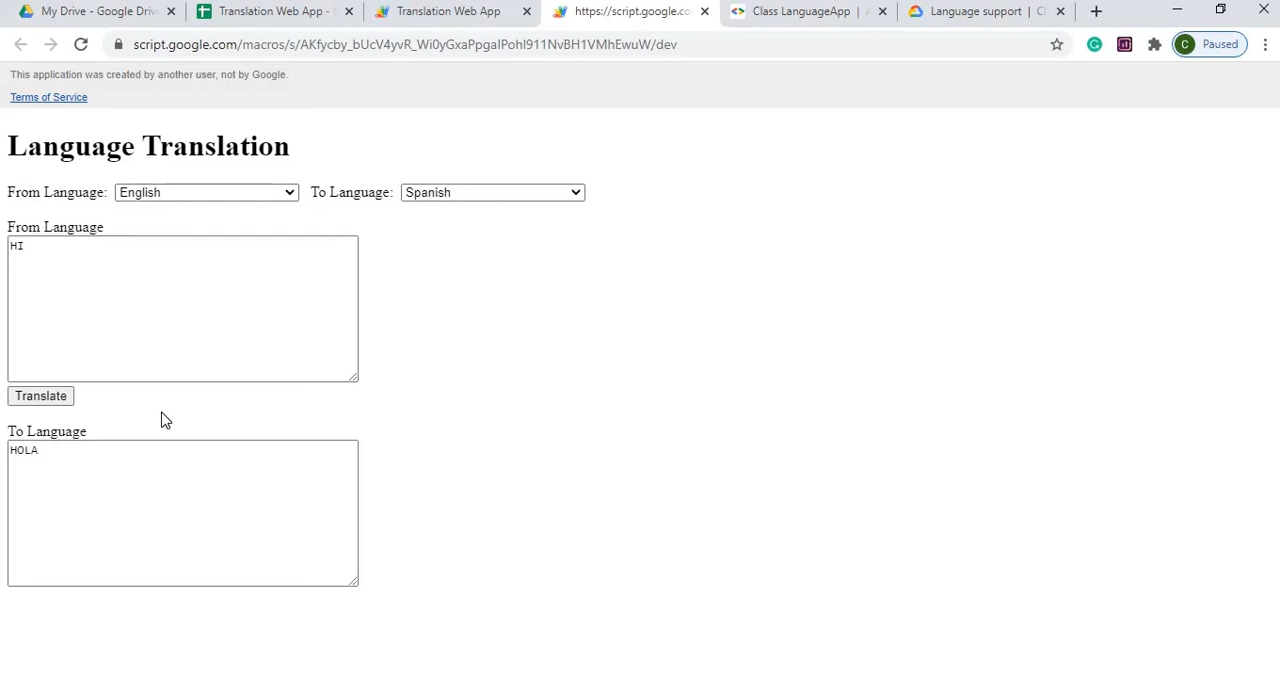 My Drive - Google Driv
Translation Web App -
Translation Web App
https://script.google.co
Class LanguageApp |
Language support | Cl
script.google.com/macros/s/AKfycby_bUcV4yvR_Wi0yGxaPpgalPohl911NvBH1VMhEwuW/dev
C Paused
This application was created by another user, not by Google.
Terms of Service
Language Translation
From Language: English To Language: Spanish
From Language
HI
Translate
To Language
HOLA